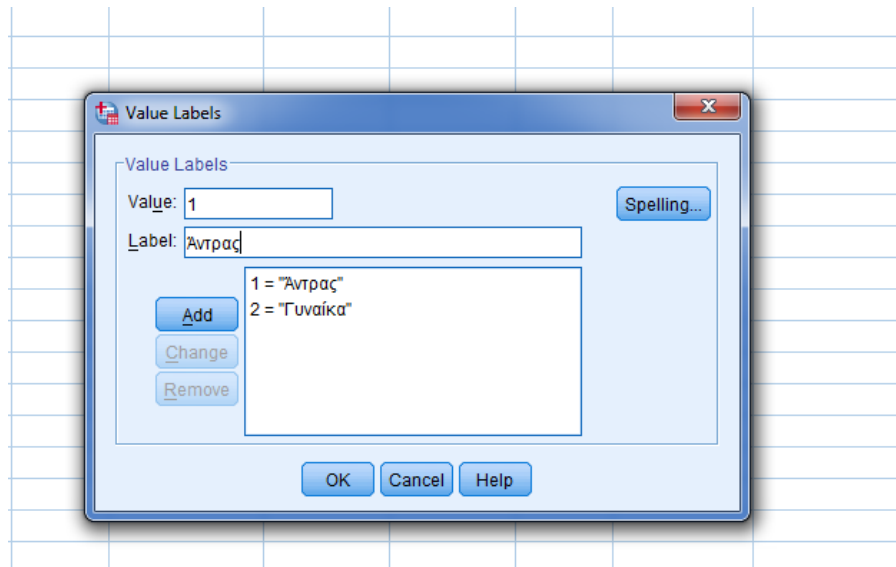 Value Labels
Value Labels
Value: 1
Spelling...
Label: Άντρας
1 = "Άντρας"
2 = "Γυναίκα"
Add
Change
Remove
OK Cancel Help